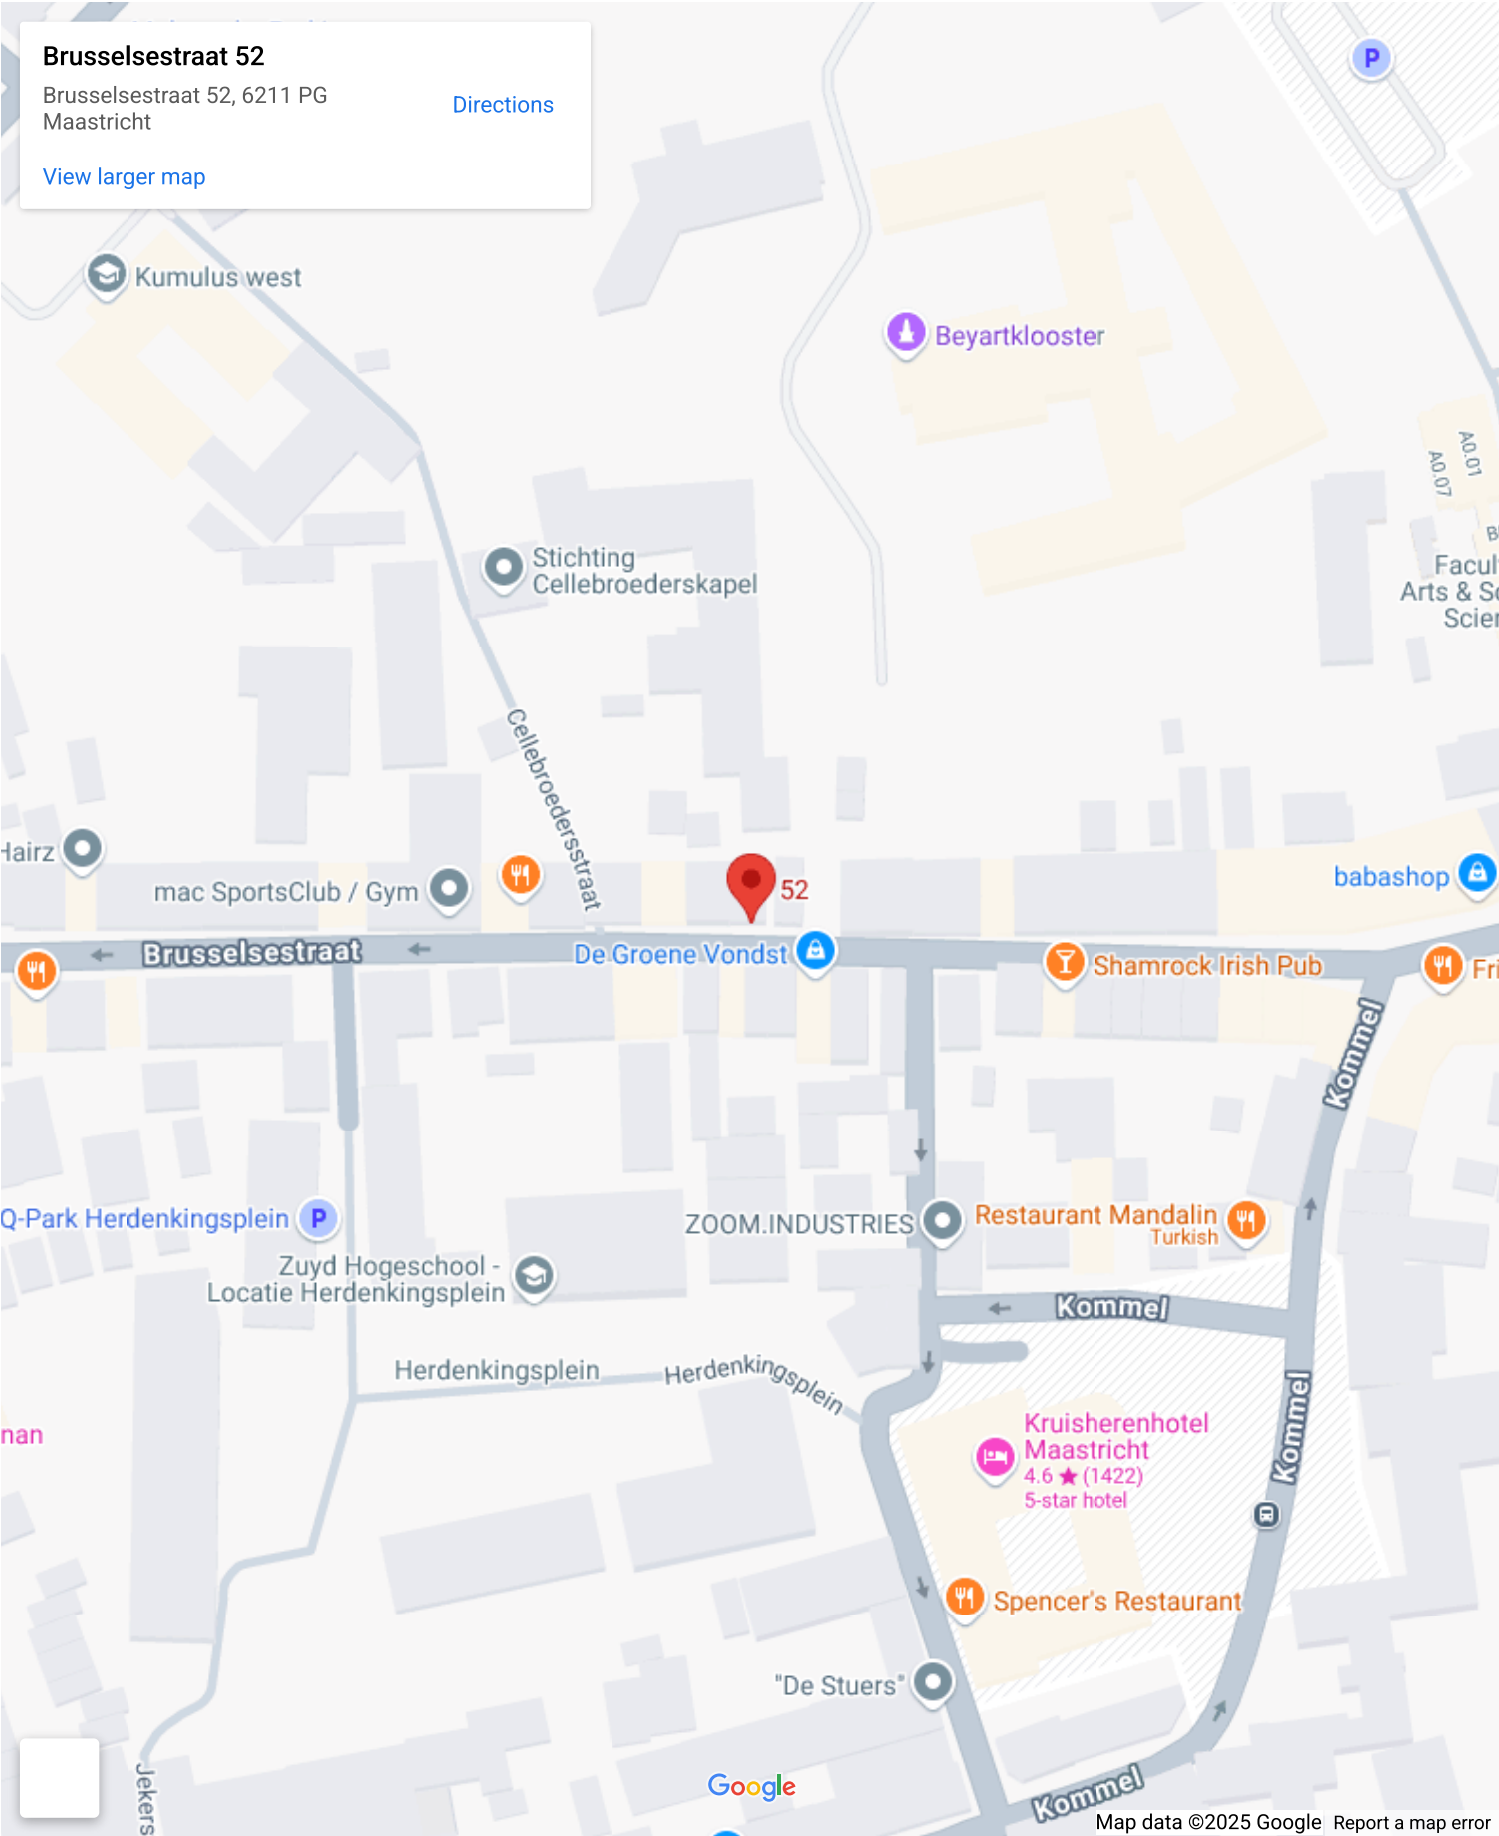 Brusselsestraat 52
Brusselsestraat 52, 6211 PG
Maastricht
Directions
View larger map
P
Kumulus west
Beyartklooster
A0.01
A0.07
Stichting
Cellebroederskapel
Facul
Arts & So
Scien
Cellebroedersstraat
Hairz
mac SportsClub / Gym
52
babashop
Brusselsestraat
De Groene Vondst
Shamrock Irish Pub
Fri
Kommel
Q-Park Herdenkingsplein
P
ZOOM.INDUSTRIES
Restaurant Mandalin
Turkish
Zuyd Hogeschool -
Locatie Herdenkingsplein
Kommel
Herdenkingsplein
Herdenkingsplein
Kommel
nan
Kruisherenhotel
Maastricht
4.6 ★ (1422)
5-star hotel
Spencer's Restaurant
"De Stuers"
Jekers
Google
Kommel
Map data ©2025 Google
Report a map error